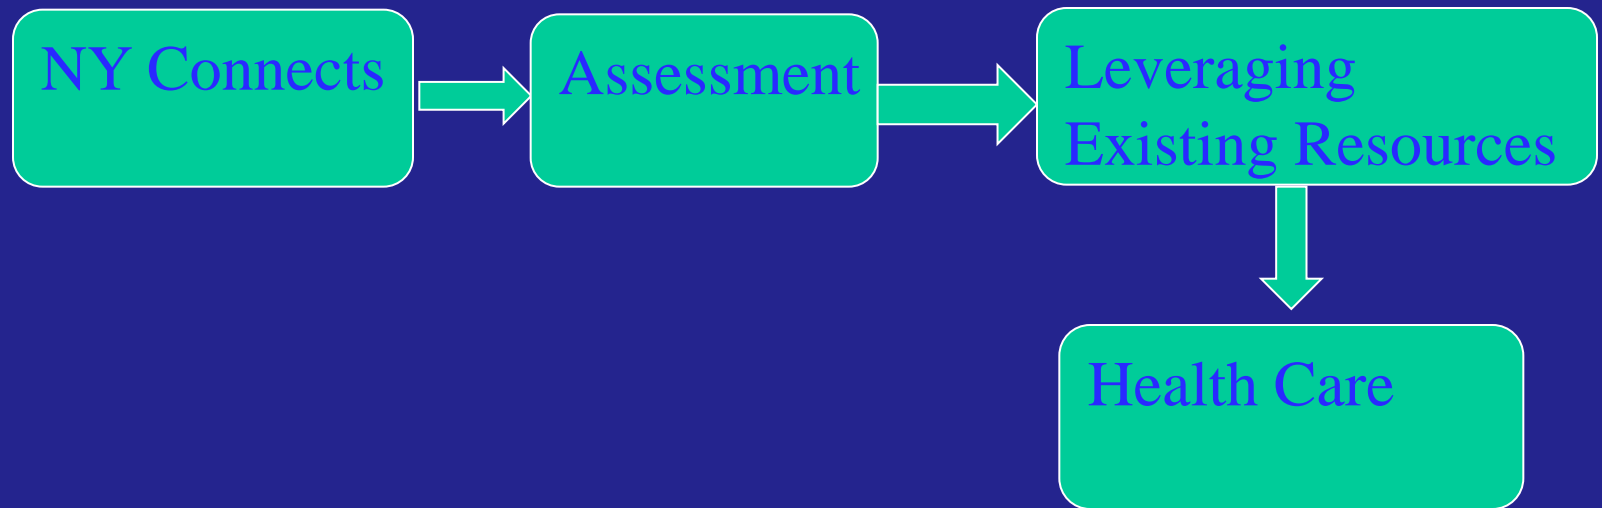 NY Connects
Assessment
Leveraging
Existing Resources
Health Care